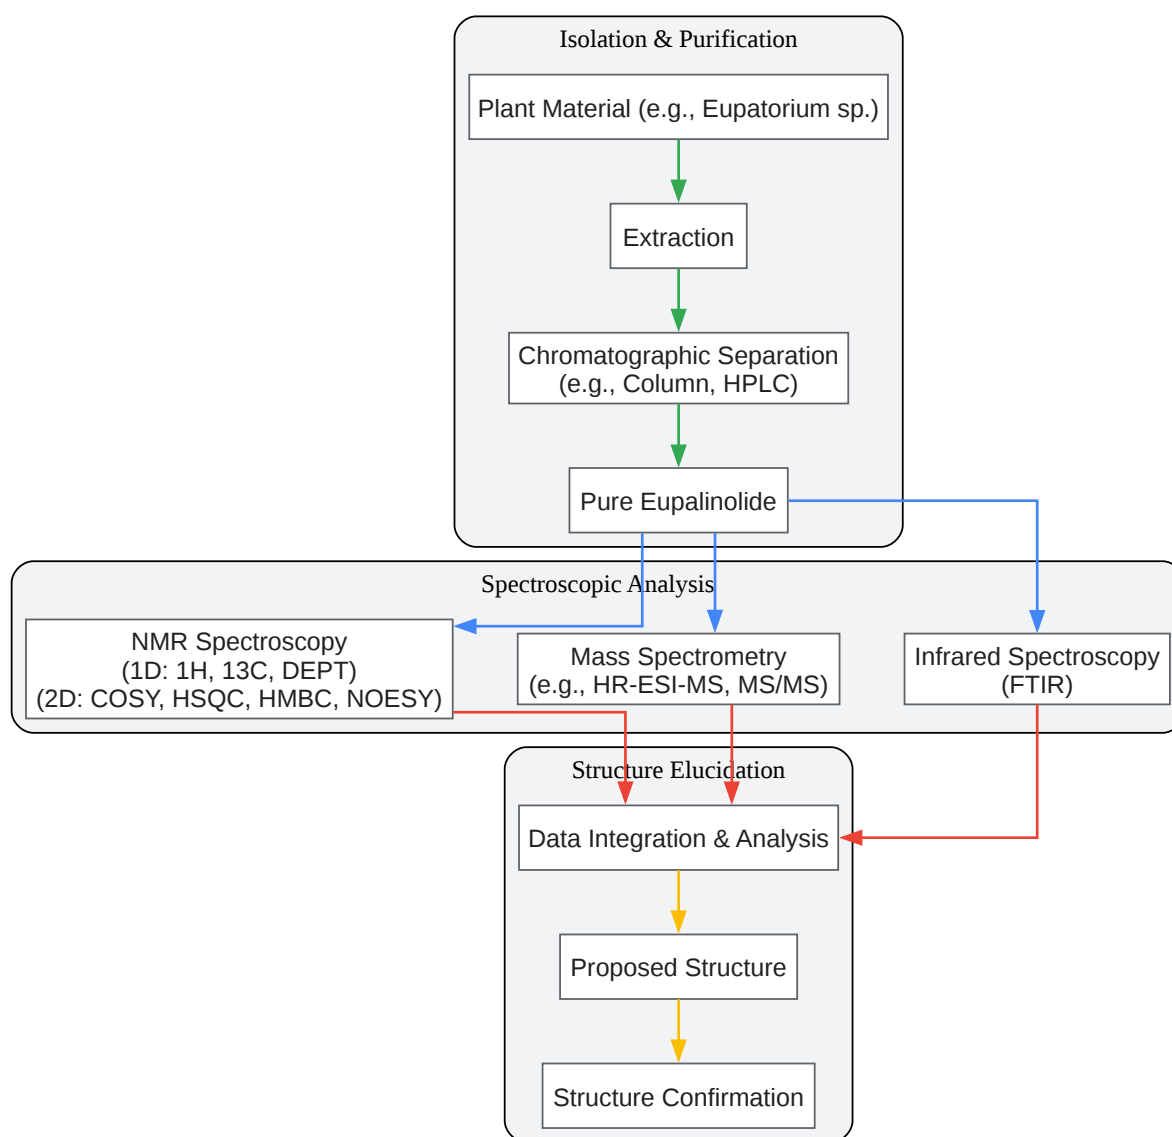 Isolation & Purification
Plant Material (e.g., Eupatorium sp.)
Extraction
Chromatographic Separation
(e.g., Column, HPLC)
Pure Eupalinolide
Spectroscopic Analysis
NMR Spectroscopy
(1D: 1H, 13C, DEPT)
(2D: COSY, HSQC, HMBC, NOESY)
Mass Spectrometry
(e.g., HR-ESI-MS, MS/MS)
Infrared Spectroscopy
(FTIR)
Structure Elucidation
Data Integration & Analysis
Proposed Structure
Structure Confirmation